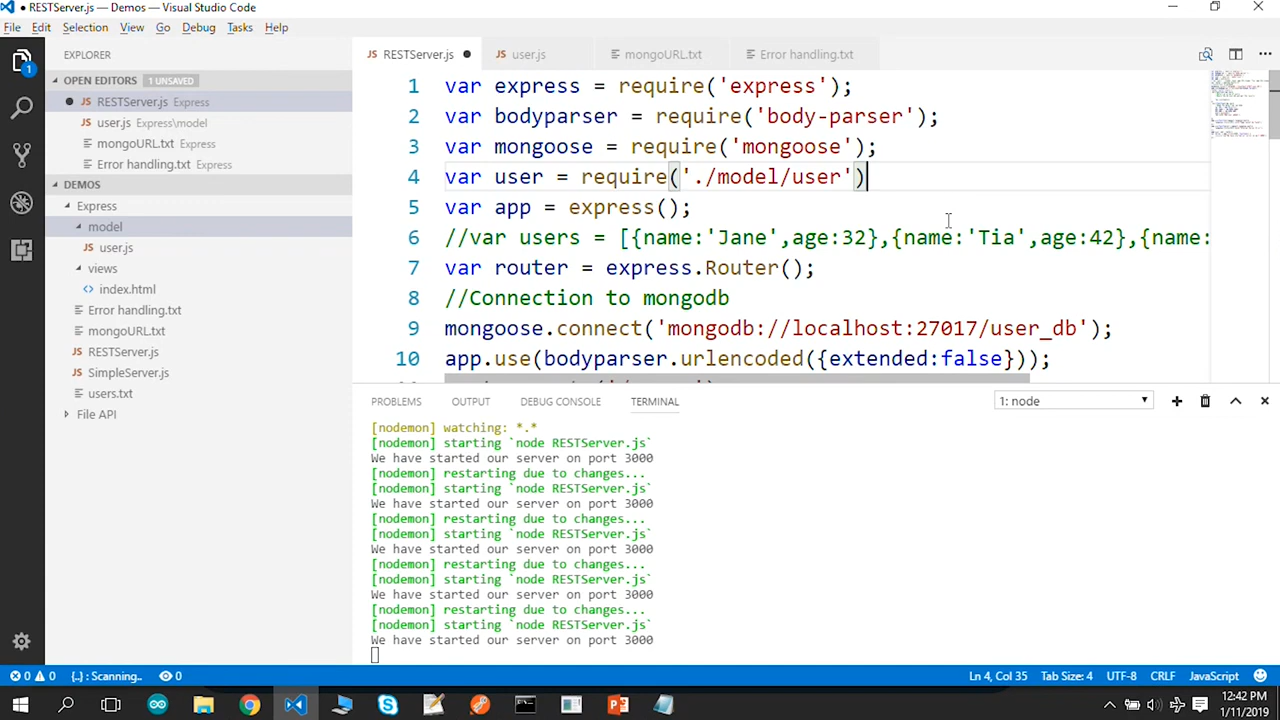 ● RESTServer.js — Demos — Visual Studio Code
File Edit Selection View Go Debug Tasks Help
EXPLORER
RESTServer.js ●
user.js
mongoURL.txt
Error handling.txt
OPEN EDITORS 1 UNSAVED
RESTServer.js Express
user.js Express\model
mongoURL.txt Express
Error handling.txt Express
DEMOS
Express
model
user.js
views
index.html
Error handling.txt
mongoURL.txt
RESTServer.js
SimpleServer.js
users.txt
File API
1 var express = require('express');
2 var bodyparser = require('body-parser');
3 var mongoose = require('mongoose');
4 var user = require('./model/user')
5 var app = express();
6 //var users = [{name:'Jane',age:32},{name:'Tia',age:42},{name:
7 var router = express.Router();
8 //Connection to mongodb
9 mongoose.connect('mongodb://localhost:27017/user_db');
10 app.use(bodyparser.urlencoded({extended:false}));
PROBLEMS OUTPUT DEBUG CONSOLE TERMINAL 1: node
[nodemon] watching: *.*
[nodemon] starting `node RESTServer.js`
We have started our server on port 3000
[nodemon] restarting due to changes...
[nodemon] starting `node RESTServer.js`
We have started our server on port 3000
[nodemon] restarting due to changes...
[nodemon] starting `node RESTServer.js`
We have started our server on port 3000
[nodemon] restarting due to changes...
[nodemon] starting `node RESTServer.js`
We have started our server on port 3000
[nodemon] restarting due to changes...
[nodemon] starting `node RESTServer.js`
We have started our server on port 3000
0 0 {..} : Scanning.. 0 Ln 4, Col 35 Tab Size: 4 UTF-8 CRLF JavaScript
12:42 PM
1/11/2019